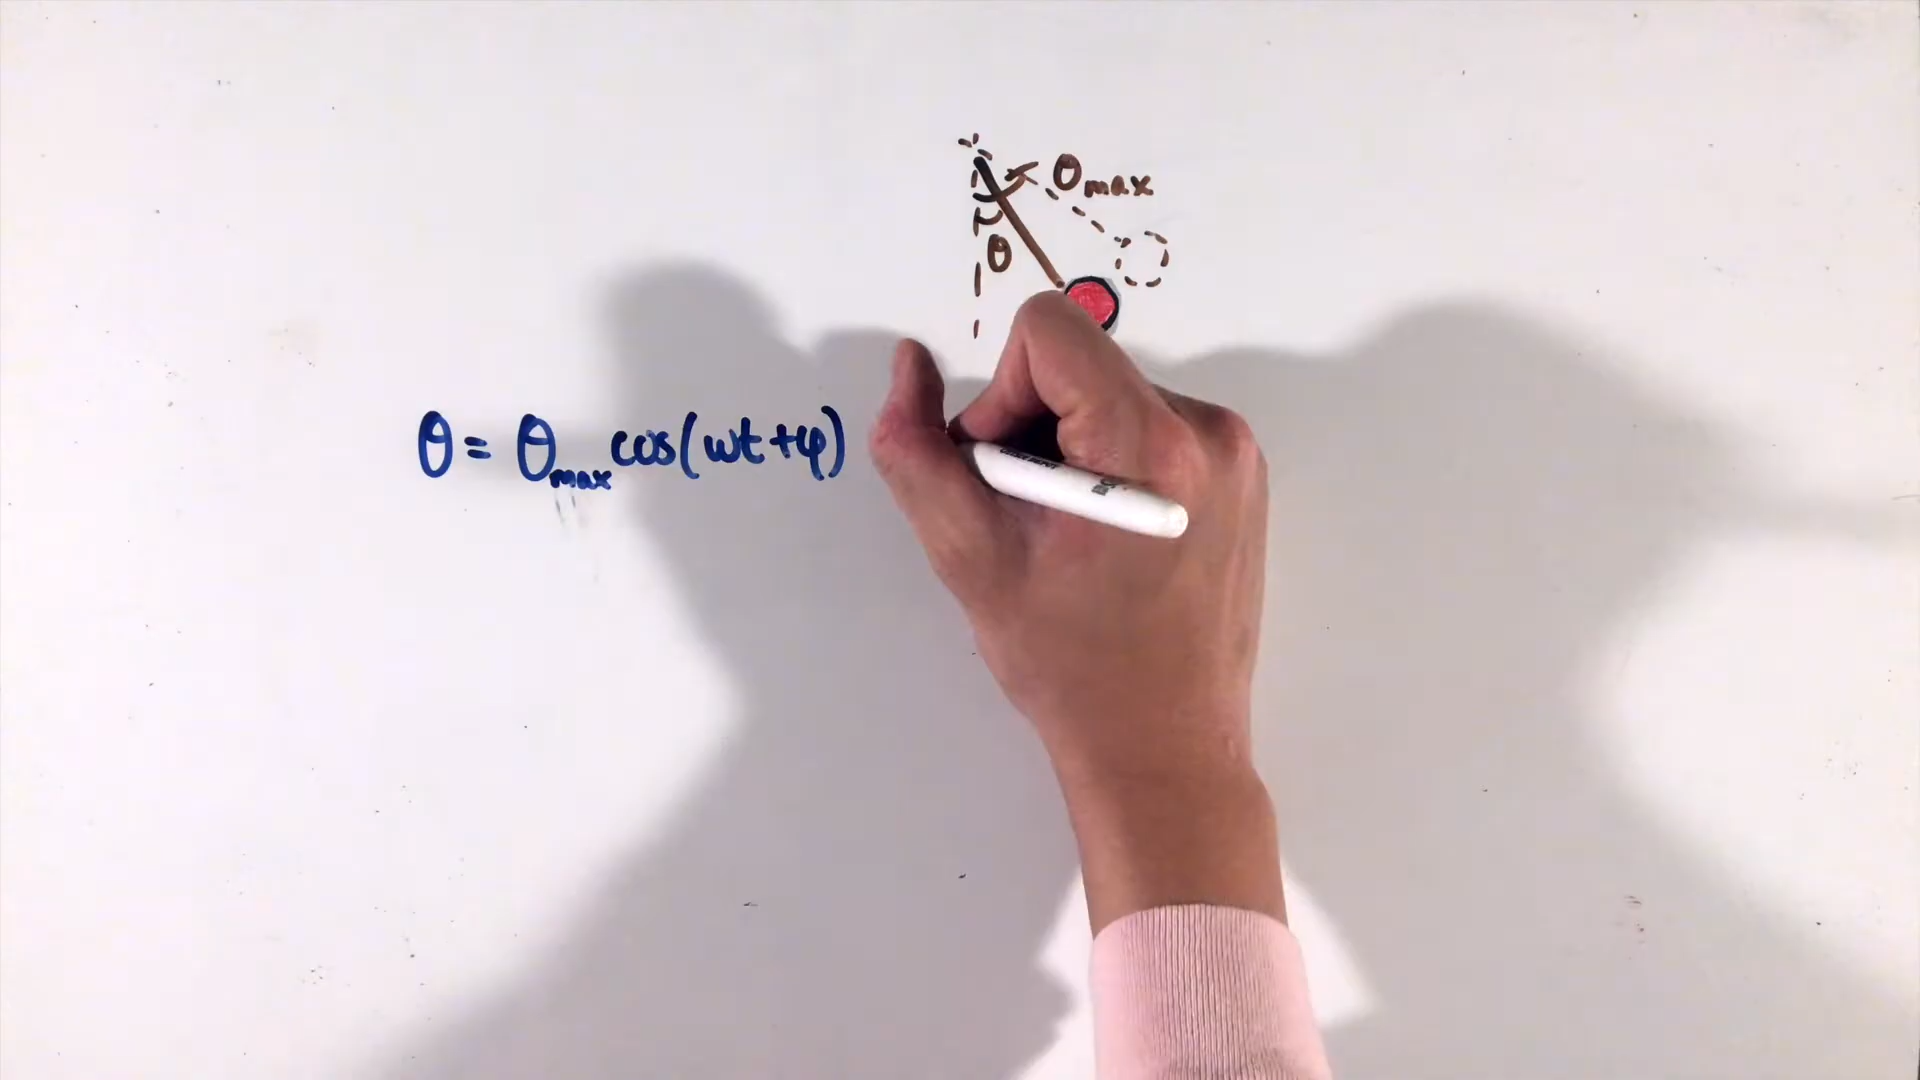 θmax
θ
θ = θmax cos(ωt+φ)